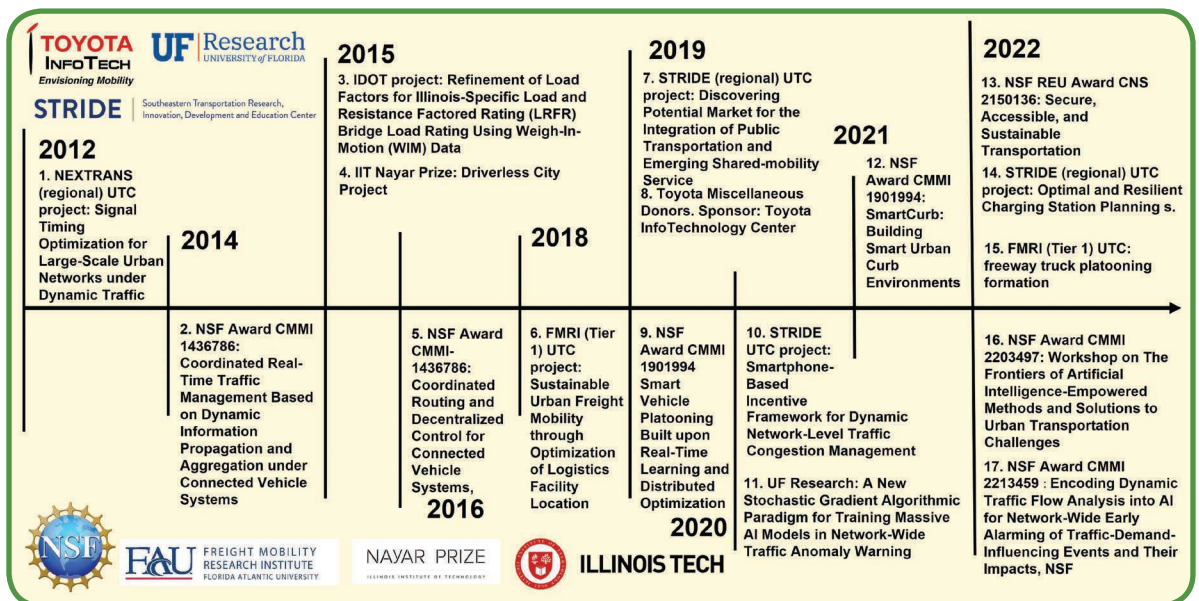 TOYOTA
INFOTECH
Envisioning Mobility
UF Research
UNIVERSITY of FLORIDA
STRIDE
Southeastern Transportation Research,
Innovation, Development and Education Center
2012
1. NEXTRANS
(regional) UTC
project: Signal
Timing
Optimization for
Large-Scale Urban
Networks under
Dynamic Traffic
2014
2. NSF Award CMMI
1436786:
Coordinated Real-
Time Traffic
Management Based
on Dynamic
Information
Propagation and
Aggregation under
Connected Vehicle
Systems
2015
3. IDOT project: Refinement of Load
Factors for Illinois-Specific Load and
Resistance Factored Rating (LRFR)
Bridge Load Rating Using Weigh-In-
Motion (WIM) Data
4. IIT Nayar Prize: Driverless City
Project
5. NSF Award
CMMI-
1436786:
Coordinated
Routing and
Decentralized
Control for
Connected
Vehicle
Systems,
2016
2018
6. FMRI (Tier
1) UTC
project:
Sustainable
Urban Freight
Mobility
through
Optimization
of Logistics
Facility
Location
2019
7. STRIDE (regional) UTC
project: Discovering
Potential Market for the
Integration of Public
Transportation and
Emerging Shared-mobility
Service
8. Toyota Miscellaneous
Donors. Sponsor: Toyota
InfoTechnology Center
9. NSF
Award CMMI
1901994
Smart
Vehicle
Platooning
Built upon
Real-Time
Learning and
Distributed
Optimization
2020
10. STRIDE
UTC project:
Smartphone-
Based
Incentive
Framework for Dynamic
Network-Level Traffic
Congestion Management
11. UF Research: A New
Stochastic Gradient Algorithmic
Paradigm for Training Massive
AI Models in Network-Wide
Traffic Anomaly Warning
2021
12. NSF
Award CMMI
1901994:
SmartCurb:
Building
Smart Urban
Curb
Environments
2022
13. NSF REU Award CNS
2150136: Secure,
Accessible, and
Sustainable
Transportation
14. STRIDE (regional) UTC
project: Optimal and Resilient
Charging Station Planning s.
15. FMRI (Tier 1) UTC:
freeway truck platooning
formation
16. NSF Award CMMI
2203497: Workshop on The
Frontiers of Artificial
Intelligence-Empowered
Methods and Solutions to
Urban Transportation
Challenges
17. NSF Award CMMI
2213459 : Encoding Dynamic
Traffic Flow Analysis into AI
for Network-Wide Early
Alarming of Traffic-Demand-
Influencing Events and Their
Impacts, NSF
NSF
FAU
FREIGHT MOBILITY
RESEARCH INSTITUTE
FLORIDA ATLANTIC UNIVERSITY
NAYAR PRIZE
ILLINOIS INSTITUTE OF TECHNOLOGY
ILLINOIS TECH